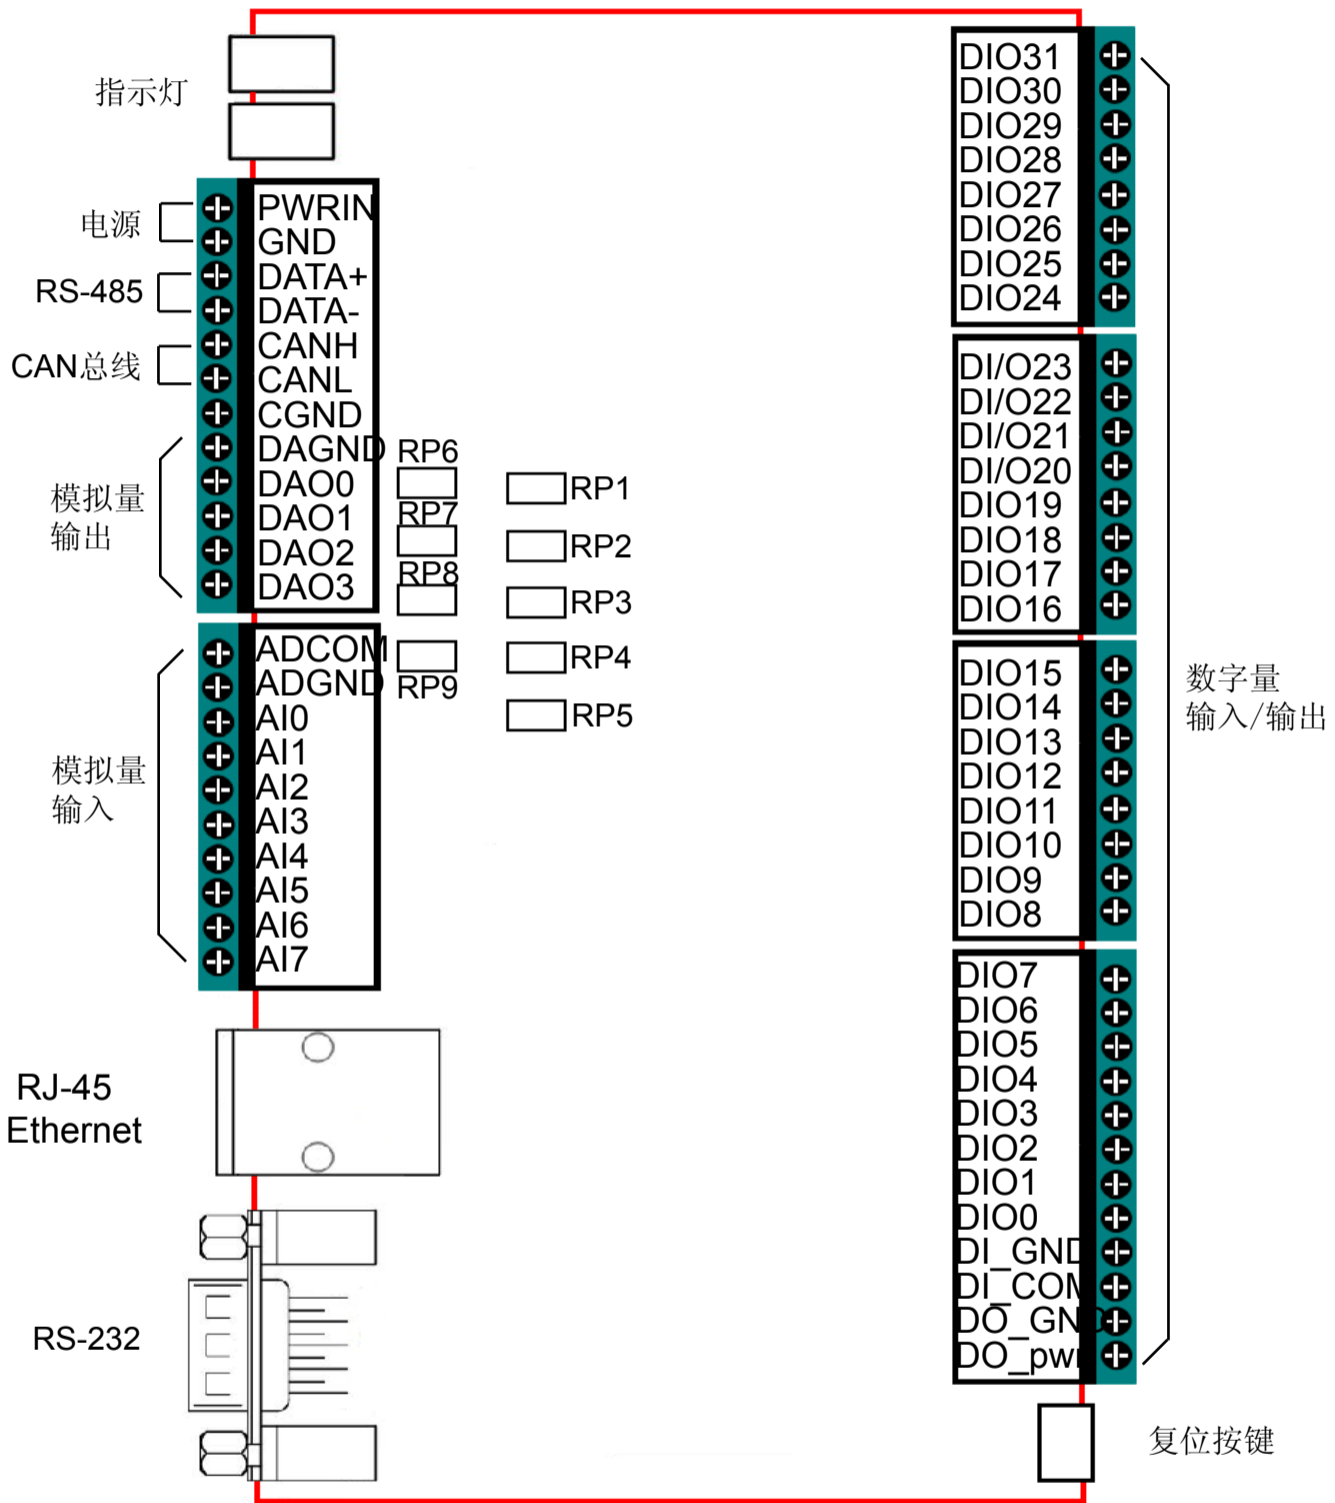 指示灯
电源
RS-485
CAN总线
模拟量
输出
模拟量
输入
RJ-45
Ethernet
RS-232
PWRIN
GND
DATA+
DATA-
CANH
CANL
CGND
DAGND
DAO0
DAO1
DAO2
DAO3
ADCOM
ADGND
AI0
AI1
AI2
AI3
AI4
AI5
AI6
AI7
RP6
RP7
RP8
RP9
RP1
RP2
RP3
RP4
RP5
DIO31
DIO30
DIO29
DIO28
DIO27
DIO26
DIO25
DIO24
DI/O23
DI/O22
DI/O21
DI/O20
DIO19
DIO18
DIO17
DIO16
DIO15
DIO14
DIO13
DIO12
DIO11
DIO10
DIO9
DIO8
DIO7
DIO6
DIO5
DIO4
DIO3
DIO2
DIO1
DIO0
DI_GND
DI_COM
DO_GND
DO_pwr
数字量
输入/输出
复位按键